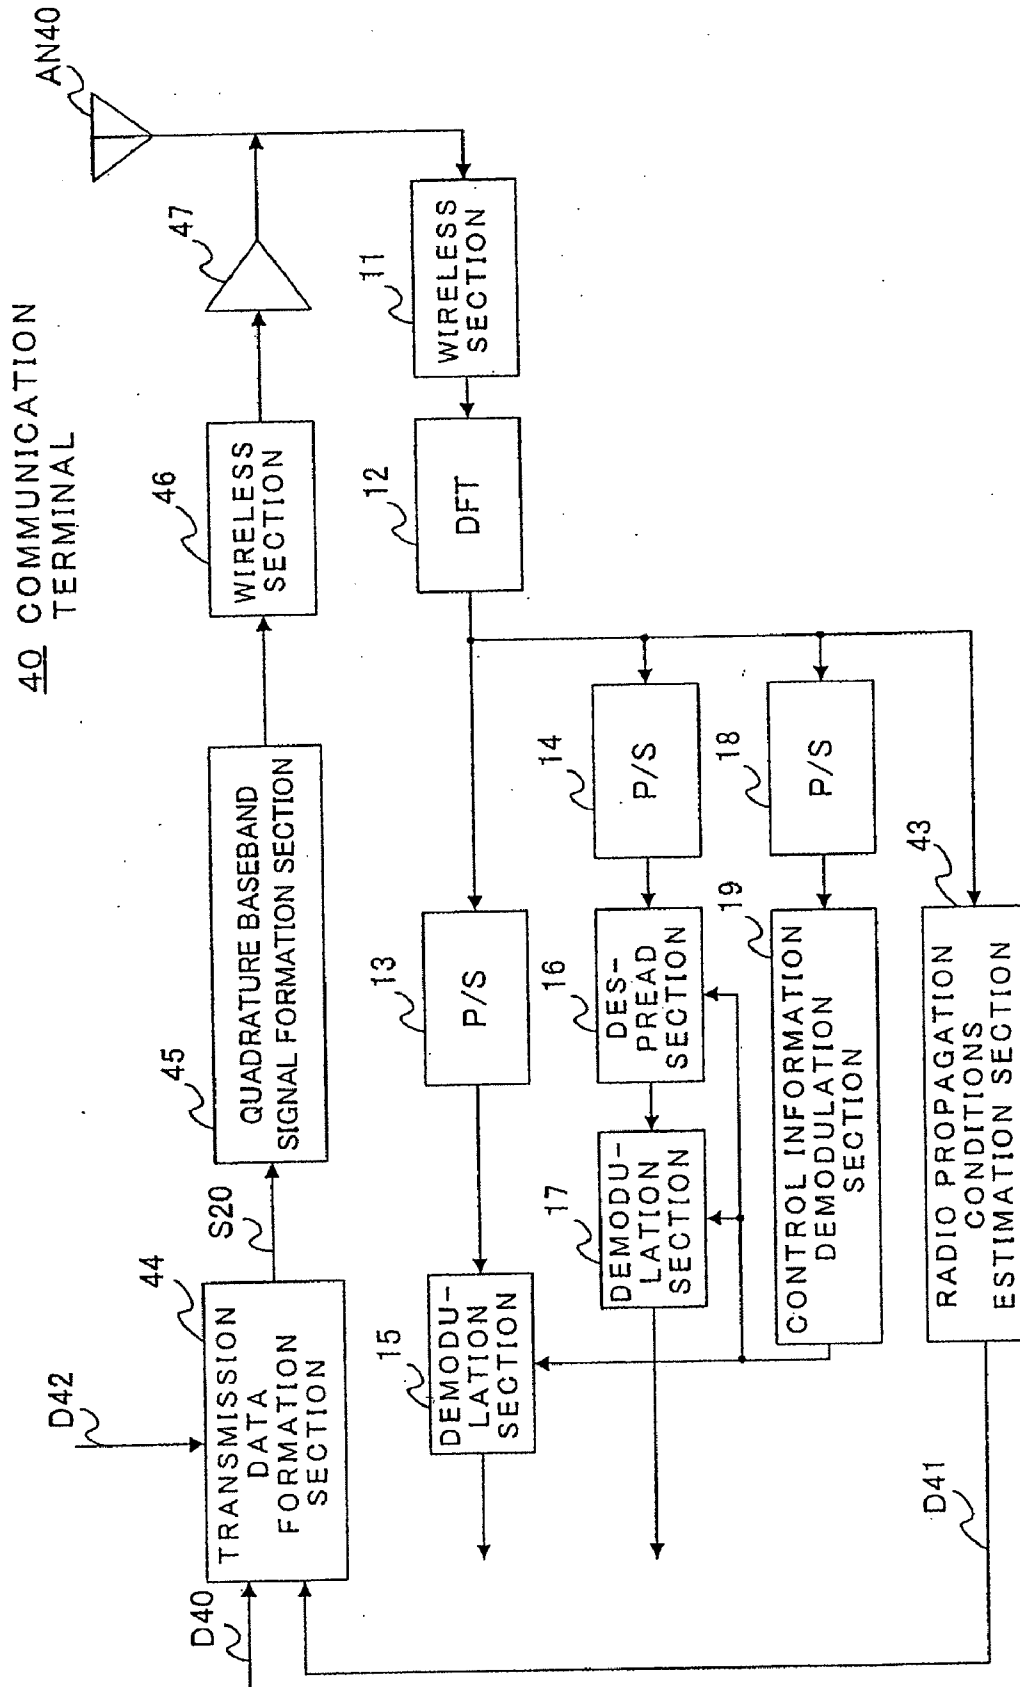 40 COMMUNICATION
TERMINAL
AN40
47
46
WIRELESS
SECTION
45
QUADRATURE BASEBAND
SIGNAL FORMATION SECTION
S20
44
TRANSMISSION
DATA
FORMATION
SECTION
D42
D40
11
WIRELESS
SECTION
12
DFT
13
P/S
15
DEMODU-
LATION
SECTION
14
P/S
16
DES-
PREAD
SECTION
17
DEMODU-
LATION
SECTION
18
P/S
19
CONTROL INFORMATION
DEMODULATION
SECTION
43
RADIO PROPAGATION
CONDITIONS
ESTIMATION SECTION
D41